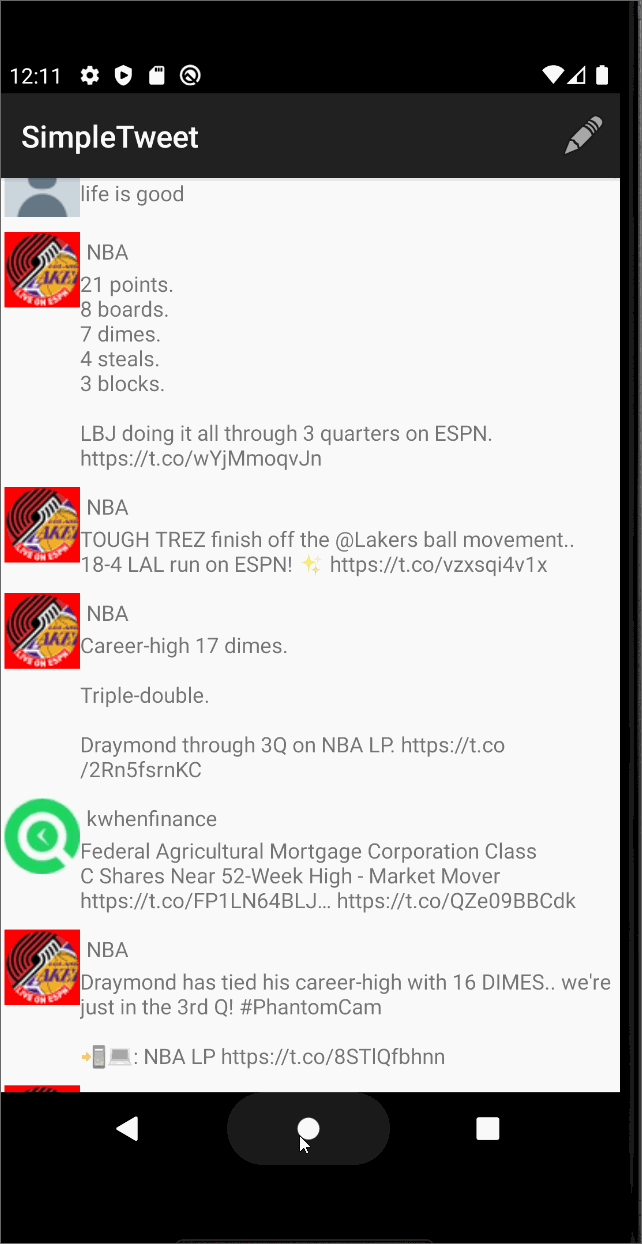 12:11
SimpleTweet
life is good
NBA
21 points.
8 boards.
7 dimes.
4 steals.
3 blocks.
LBJ doing it all through 3 quarters on ESPN.
https://t.co/wYjMmoqvJn
NBA
TOUGH TREZ finish off the @Lakers ball movement..
18-4 LAL run on ESPN! ✨ https://t.co/vzxsqi4v1x
NBA
Career-high 17 dimes.
Triple-double.
Draymond through 3Q on NBA LP. https://t.co
/2Rn5fsrnKC
kwhenfinance
Federal Agricultural Mortgage Corporation Class
C Shares Near 52-Week High - Market Mover
https://t.co/FP1LN64BLJ… https://t.co/QZe09BBCdk
NBA
Draymond has tied his career-high with 16 DIMES.. we're
just in the 3rd Q! #PhantomCam
📲💻: NBA LP https://t.co/8STlQfbhnn